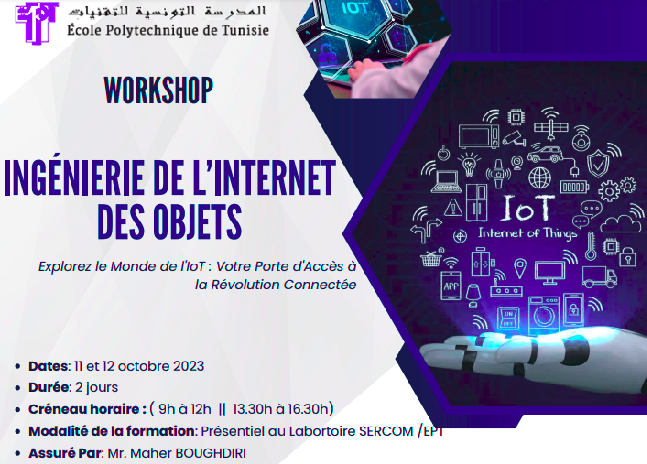 المدرسة التونسية للتقنيات
École Polytechnique de Tunisie
IOT
WORKSHOP
INGÉNIERIE DE L'INTERNET
DES OBJETS
IoT
Internet of Things
Explorez le Monde de l'IoT : Votre Porte d'Accès à
la Révolution Connectée
APP
• Dates: 11 et 12 octobre 2023
• Durée: 2 jours
• Créneau horaire : ( 9h à 12h || 13.30h à 16.30h)
• Modalité de la formation: Présentiel au Labortoire SERCOM /EPT
• Assuré Par: Mr. Maher BOUGHDIRI